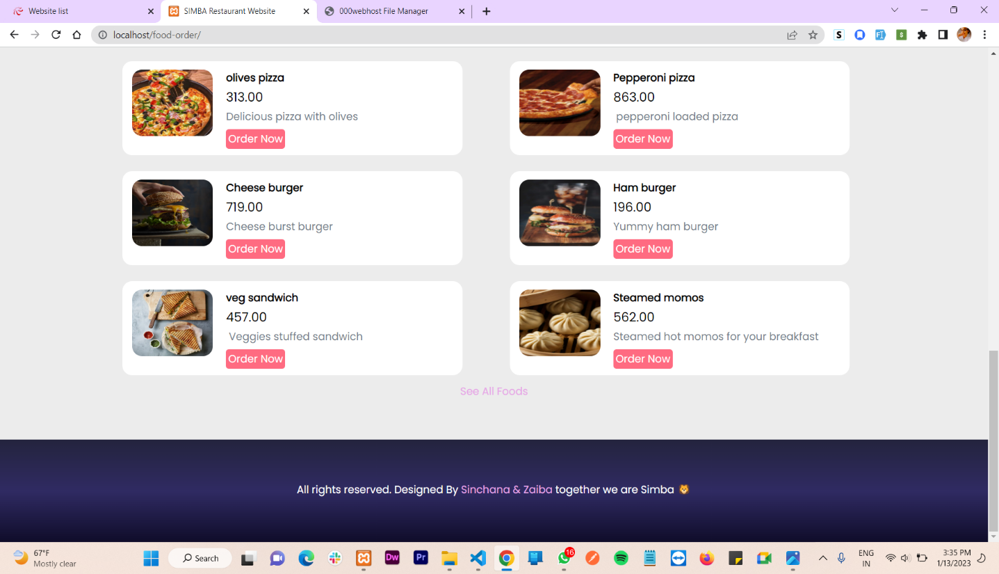 Website list
SIMBA Restaurant Website
000webhost File Manager
localhost/food-order/
olives pizza
313.00
Delicious pizza with olives
Order Now
Pepperoni pizza
863.00
pepperoni loaded pizza
Order Now
Cheese burger
719.00
Cheese burst burger
Order Now
Ham burger
196.00
Yummy ham burger
Order Now
veg sandwich
457.00
Veggies stuffed sandwich
Order Now
Steamed momos
562.00
Steamed hot momos for your breakfast
Order Now
See All Foods
All rights reserved. Designed By Sinchana & Zaiba together we are Simba 🦁
67°F
Mostly clear
Search
Dw
Pr
16
ENG
IN
3:35 PM
1/13/2023